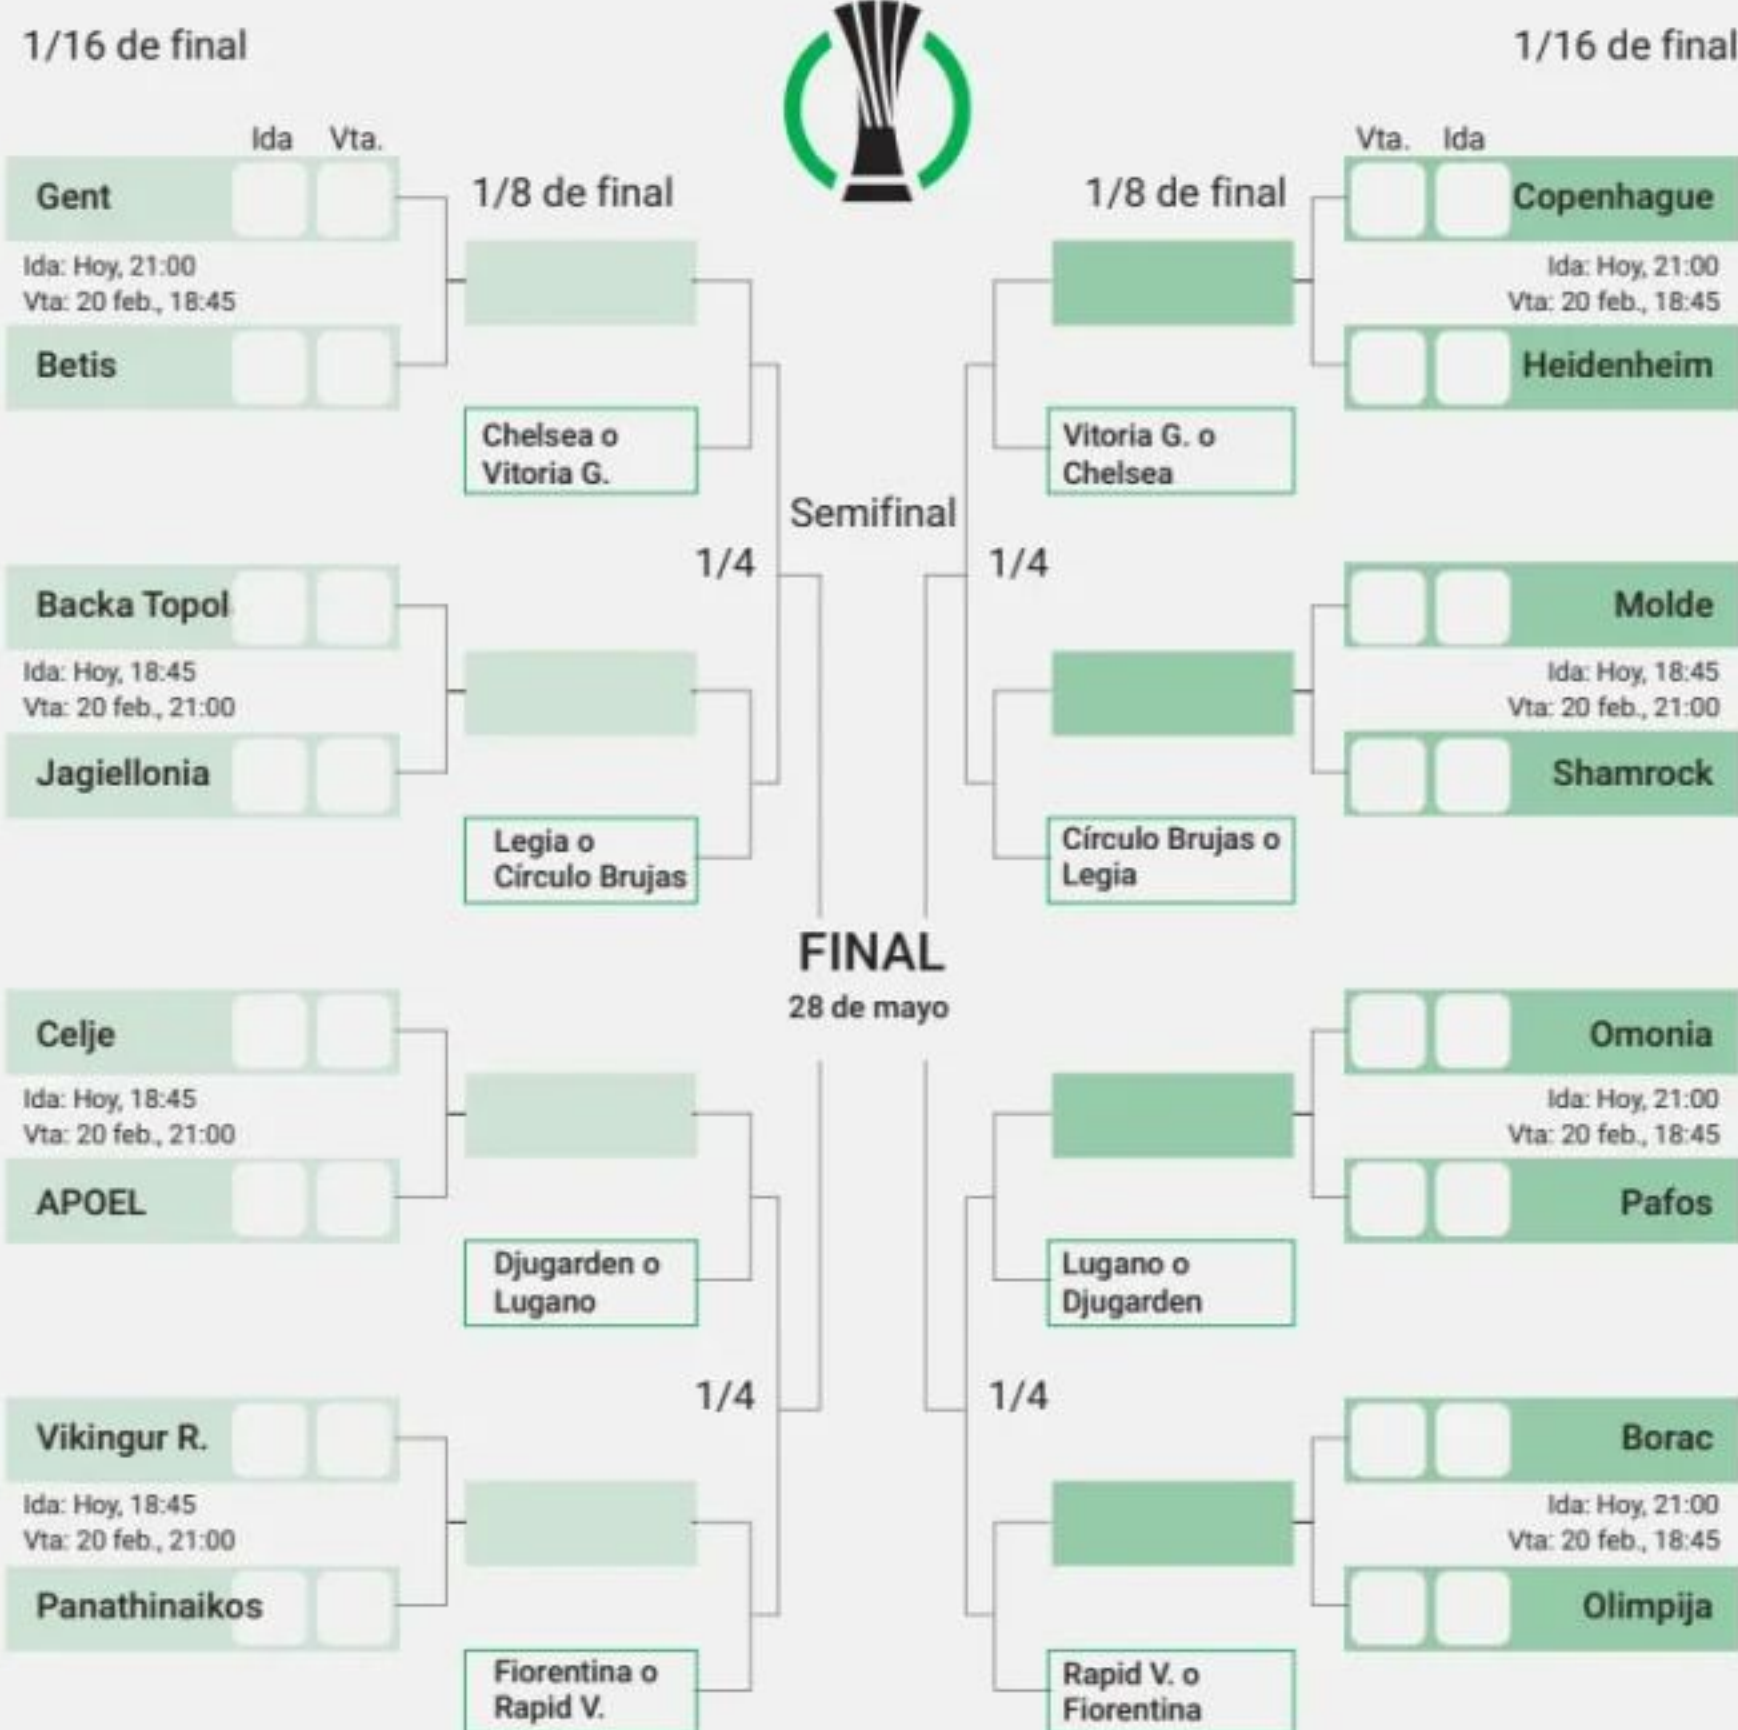 1/16 de final
1/16 de final
Ida Vta.
Vta. Ida
Gent
1/8 de final
1/8 de final
Copenhague
Ida: Hoy, 21:00
Vta: 20 feb., 18:45
Ida: Hoy, 21:00
Vta: 20 feb., 18:45
Betis
Heidenheim
Chelsea o
Vitoria G.
Vitoria G. o
Chelsea
Semifinal
1/4
1/4
Backa Topol
Molde
Ida: Hoy, 18:45
Vta: 20 feb., 21:00
Ida: Hoy, 18:45
Vta: 20 feb., 21:00
Jagiellonia
Shamrock
Legia o
Círculo Brujas
Círculo Brujas o
Legia
FINAL
28 de mayo
Celje
Omonia
Ida: Hoy, 18:45
Vta: 20 feb., 21:00
Ida: Hoy, 21:00
Vta: 20 feb., 18:45
APOEL
Pafos
Djugarden o
Lugano
Lugano o
Djugarden
1/4
1/4
Vikingur R.
Borac
Ida: Hoy, 18:45
Vta: 20 feb., 21:00
Ida: Hoy, 21:00
Vta: 20 feb., 18:45
Panathinaikos
Olimpija
Fiorentina o
Rapid V.
Rapid V. o
Fiorentina